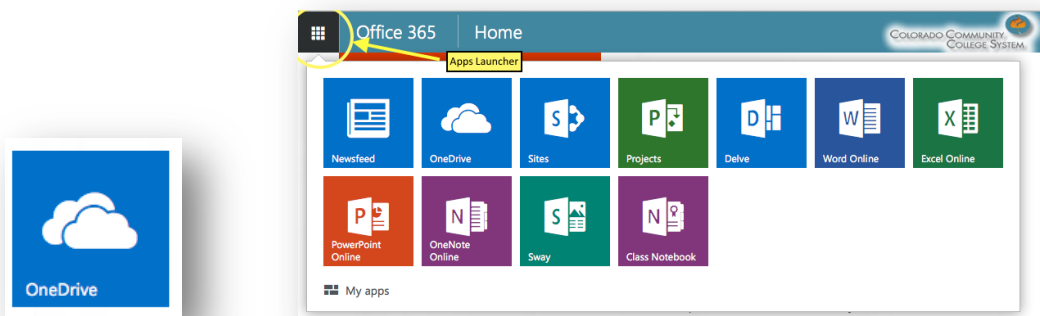 OneDrive
Office 365 Home
COLORADO COMMUNITY
COLLEGE SYSTEM
Apps Launcher
S
P
D
W
X
Newsfeed
OneDrive
Sites
Projects
Delve
Word Online
Excel Online
P
N
S
N
PowerPoint
Online
OneNote
Online
Sway
Class Notebook
My apps